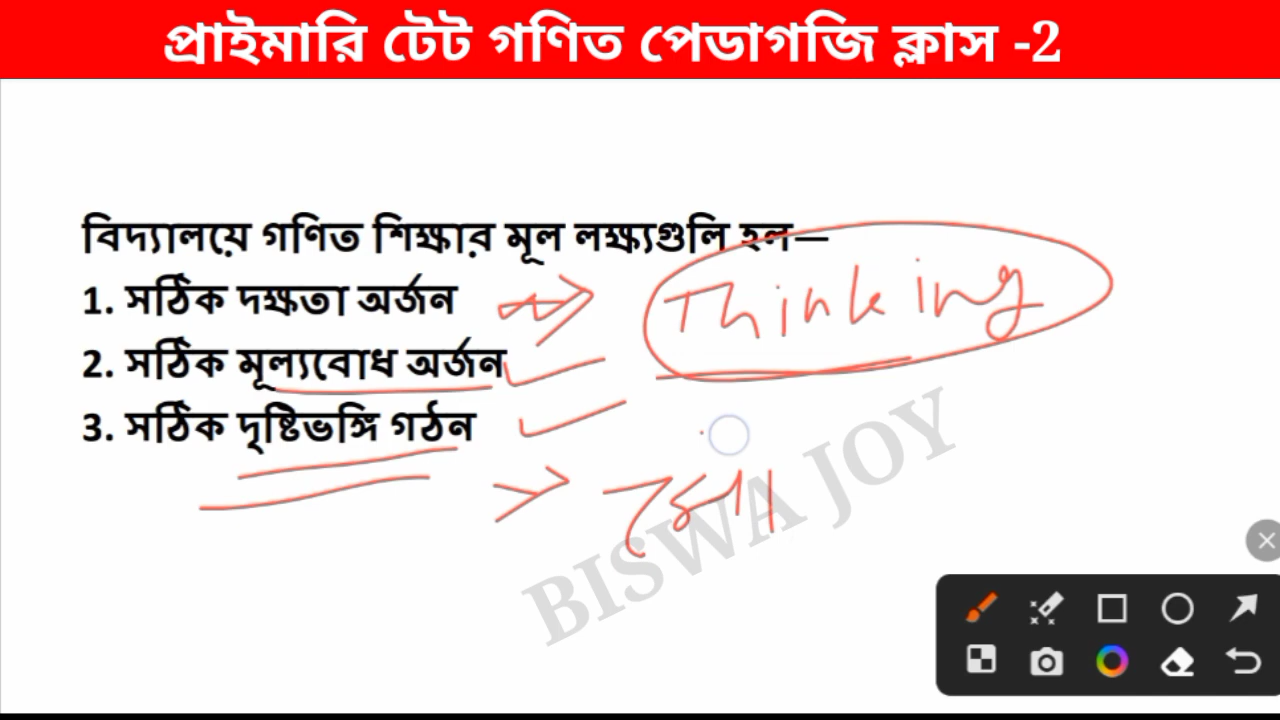 প্রাইমারি টেট গণিত পেডাগজি ক্লাস -2
বিদ্যালয়ে গণিত শিক্ষার মূল লক্ষ্যগুলি হল—
1. সঠিক দক্ষতা অর্জন
Thinking
2. সঠিক মূল্যবোধ অর্জন
3. সঠিক দৃষ্টিভঙ্গি গঠন
BISWA JOY